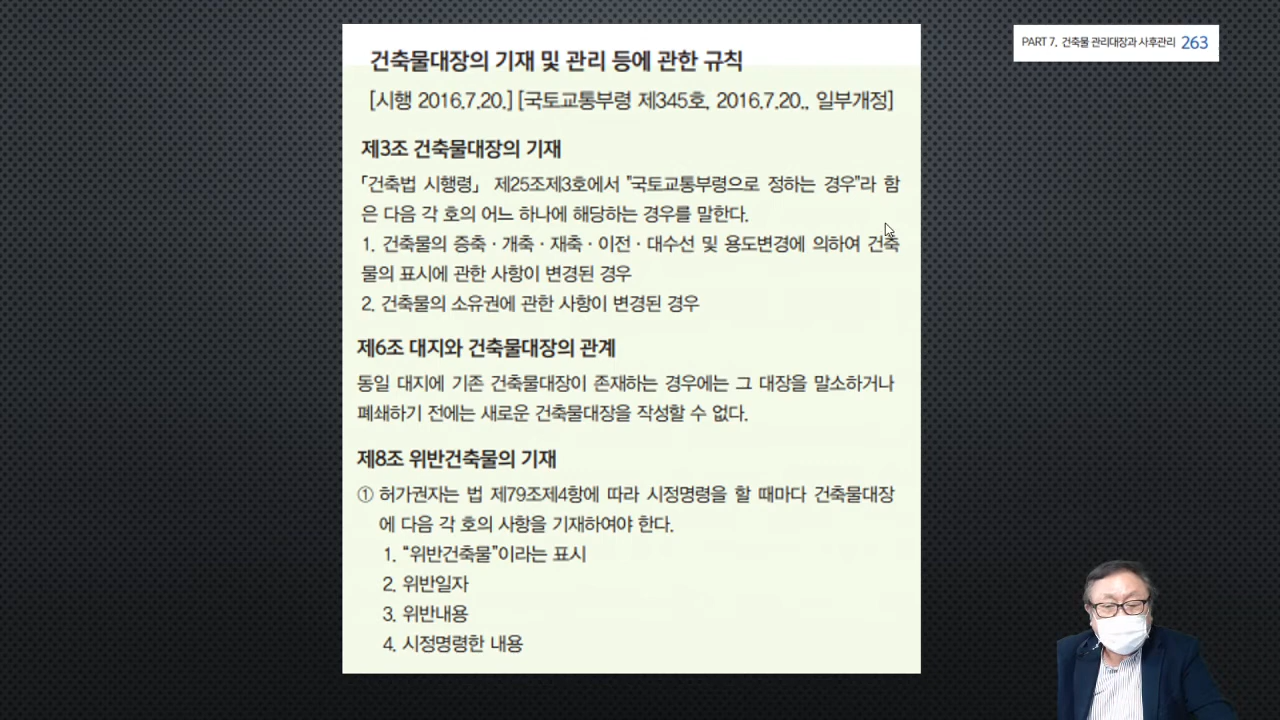 PART 7. 건축물 관리대장과 사후관리 263
건축물대장의 기재 및 관리 등에 관한 규칙
[시행 2016.7.20.] [국토교통부령 제345호, 2016.7.20., 일부개정]
제3조 건축물대장의 기재
「건축법 시행령」 제25조제3호에서 "국토교통부령으로 정하는 경우"라 함
은 다음 각 호의 어느 하나에 해당하는 경우를 말한다.
1. 건축물의 증축·개축·재축·이전·대수선 및 용도변경에 의하여 건축
물의 표시에 관한 사항이 변경된 경우
2. 건축물의 소유권에 관한 사항이 변경된 경우
제6조 대지와 건축물대장의 관계
동일 대지에 기존 건축물대장이 존재하는 경우에는 그 대장을 말소하거나
폐쇄하기 전에는 새로운 건축물대장을 작성할 수 없다.
제8조 위반건축물의 기재
① 허가권자는 법 제79조제4항에 따라 시정명령을 할 때마다 건축물대장
에 다음 각 호의 사항을 기재하여야 한다.
1. “위반건축물”이라는 표시
2. 위반일자
3. 위반내용
4. 시정명령한 내용